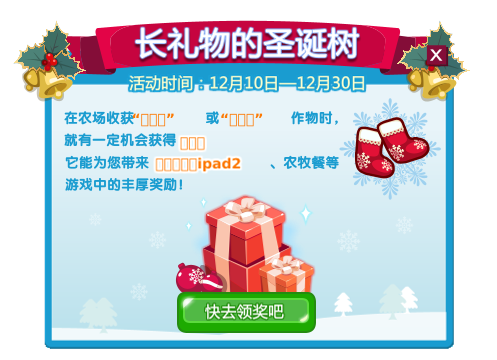 长礼物的圣诞树
X
活动时间：12月10日—12月30日
在农场收获“□□□” 或“□□□” 作物时，
就有一定机会获得 □□□
它能为您带来 □□□□□ipad2 、农牧餐等
游戏中的丰厚奖励！
快去领奖吧